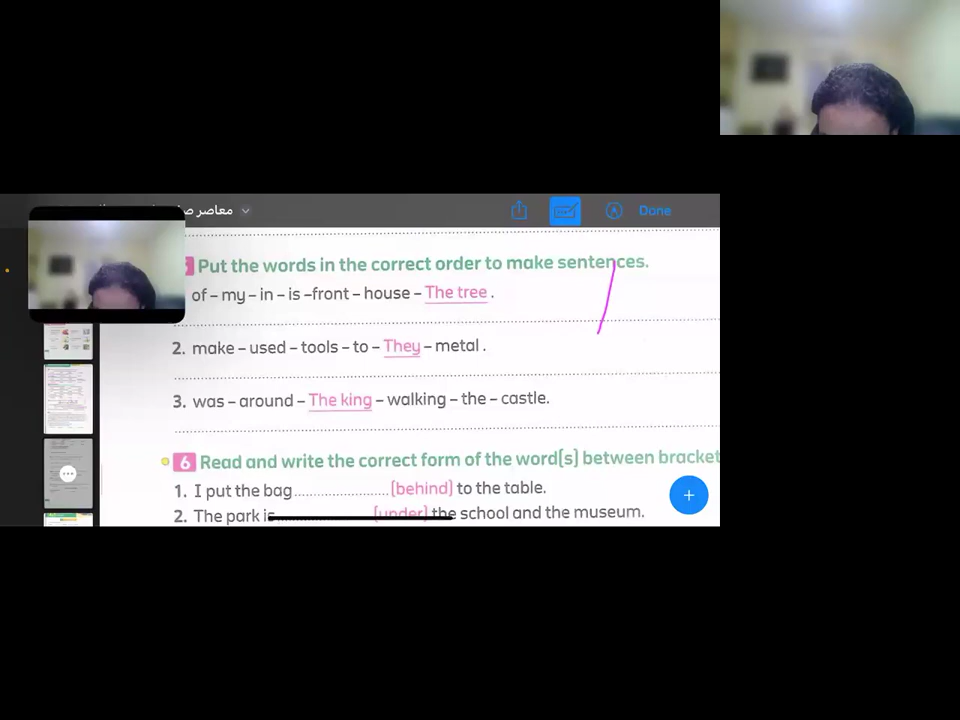 معاصر
Done
Put the words in the correct order to make sentences.
of – my – in – is –front – house – The tree .
2. make – used – tools – to – They – metal .
3. was – around – The king – walking – the – castle.
6 Read and write the correct form of the word(s) between bracket
1. I put the bag ........................ (behind) to the table.
2. The park is (under) the school and the museum.